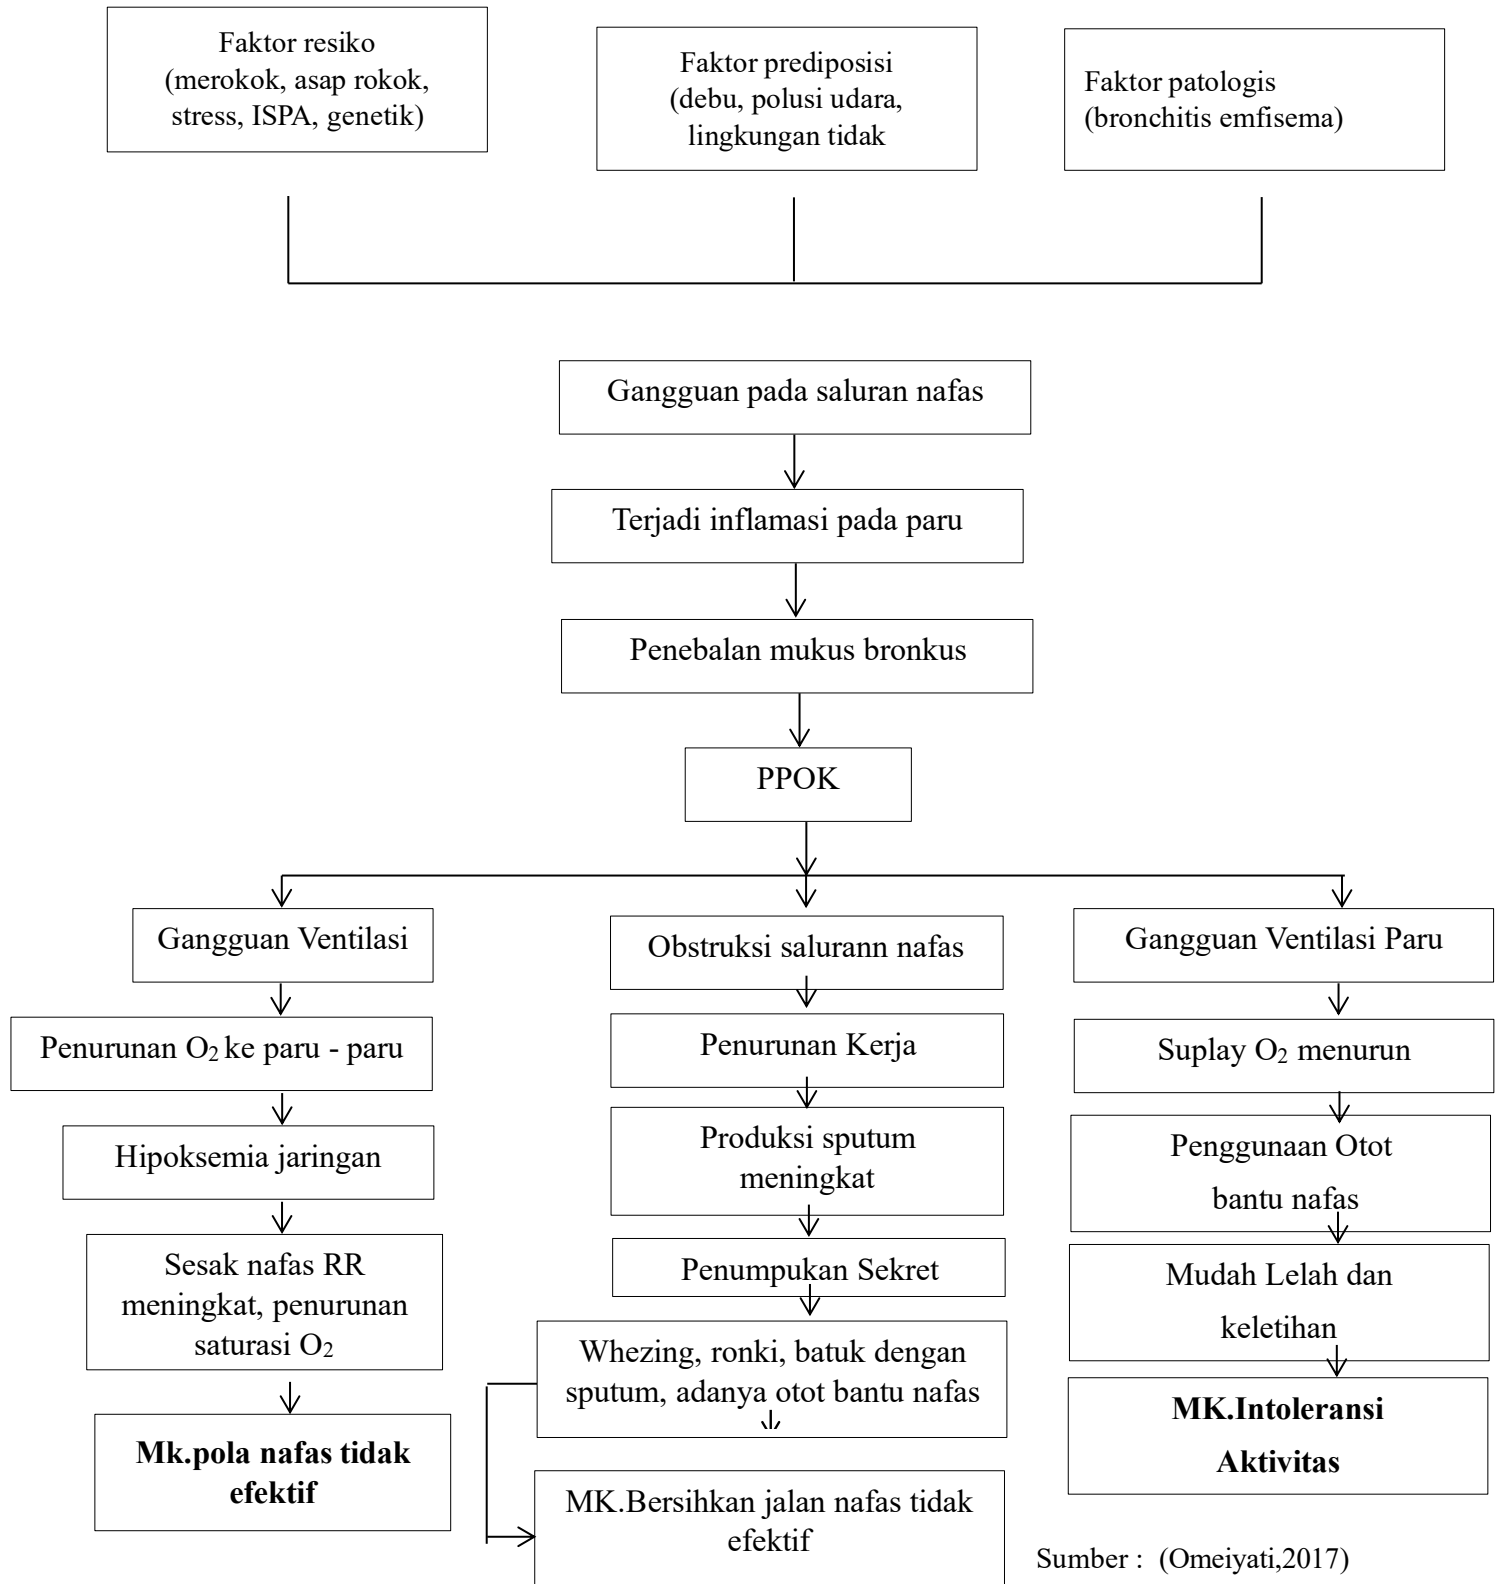 Faktor resiko
(merokok, asap rokok,
stress, ISPA, genetik)
Faktor prediposisi
(debu, polusi udara,
lingkungan tidak
Faktor patologis
(bronchitis emfisema)
Gangguan pada saluran nafas
Terjadi inflamasi pada paru
Penebalan mukus bronkus
PPOK
Gangguan Ventilasi
Penurunan O₂ ke paru - paru
Hipoksemia jaringan
Sesak nafas RR
meningkat, penurunan
saturasi O₂
Mk.pola nafas tidak
efektif
Obstruksi salurann nafas
Penurunan Kerja
Produksi sputum
meningkat
Penumpukan Sekret
Whezing, ronki, batuk dengan
sputum, adanya otot bantu nafas
MK.Bersihkan jalan nafas tidak
efektif
Gangguan Ventilasi Paru
Suplay O₂ menurun
Penggunaan Otot
bantu nafas
Mudah Lelah dan
keletihan
MK.Intoleransi
Aktivitas
Sumber : (Omeiyati,2017)